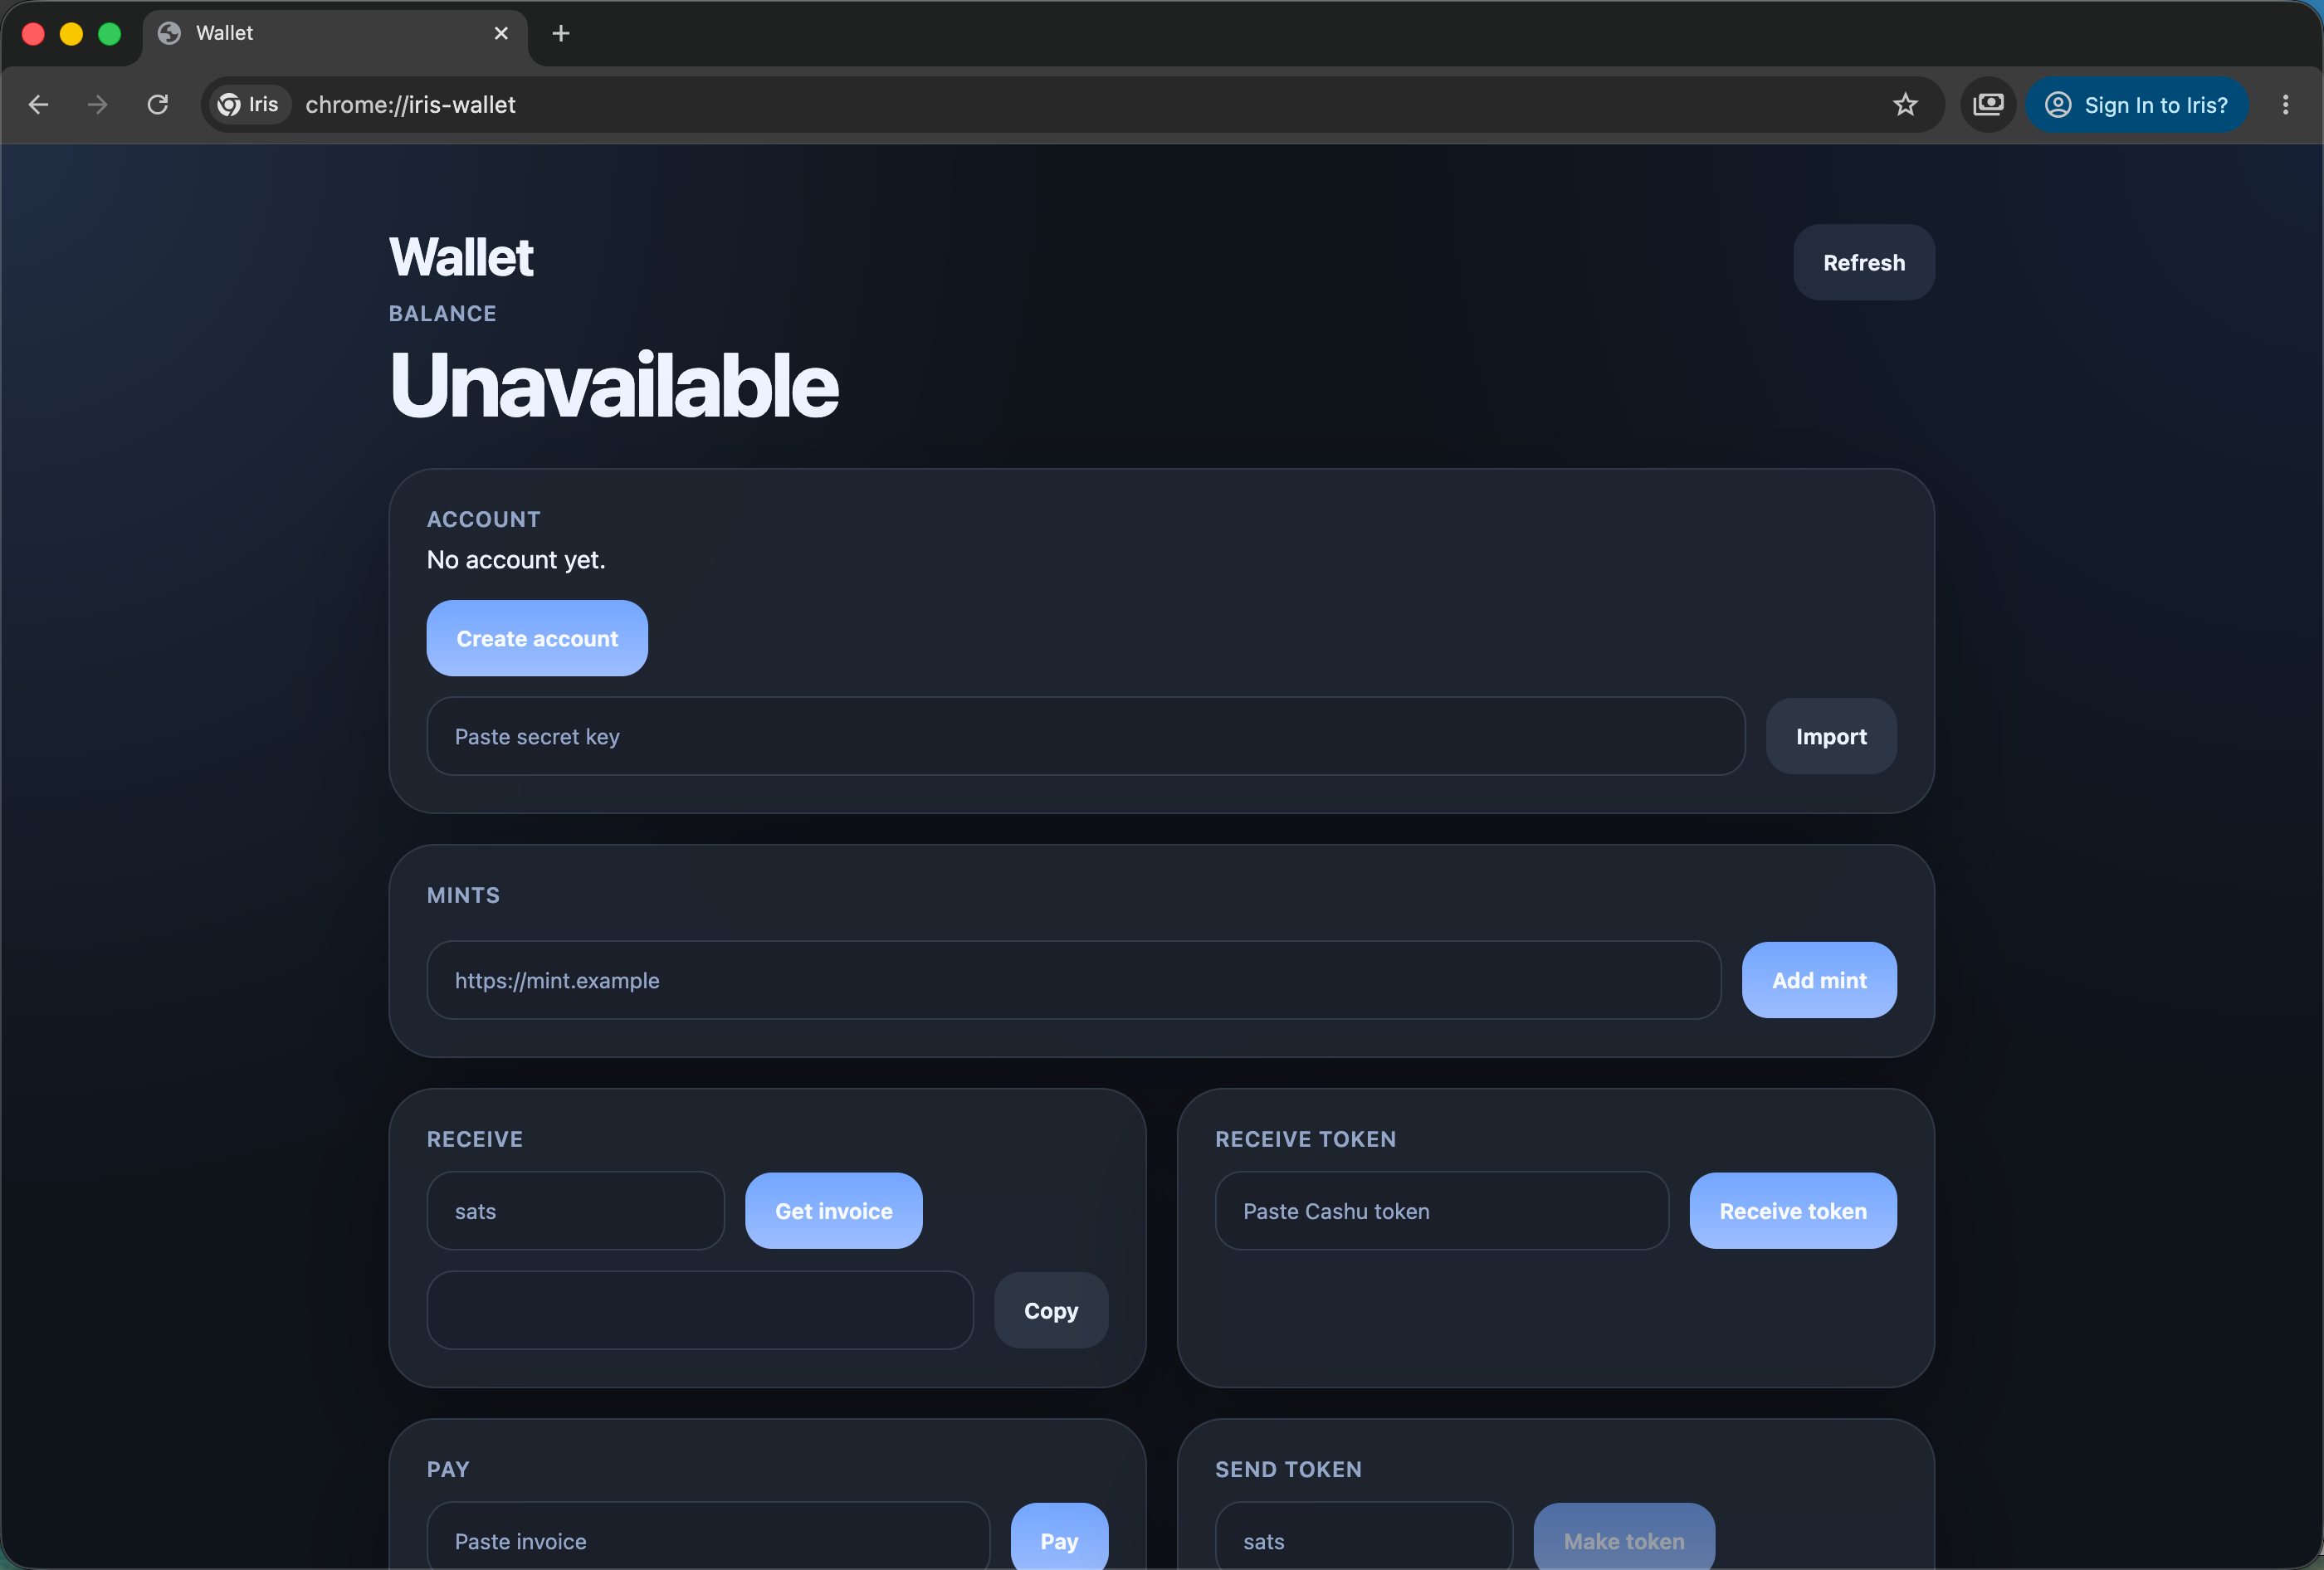 Wallet
Iris
chrome://iris-wallet
Sign In to Iris?
Wallet
Refresh
BALANCE
Unavailable
ACCOUNT
No account yet.
Create account
Paste secret key
Import
MINTS
https://mint.example
Add mint
RECEIVE
sats
Get invoice
Copy
RECEIVE TOKEN
Paste Cashu token
Receive token
PAY
Paste invoice
Pay
SEND TOKEN
sats
Make token